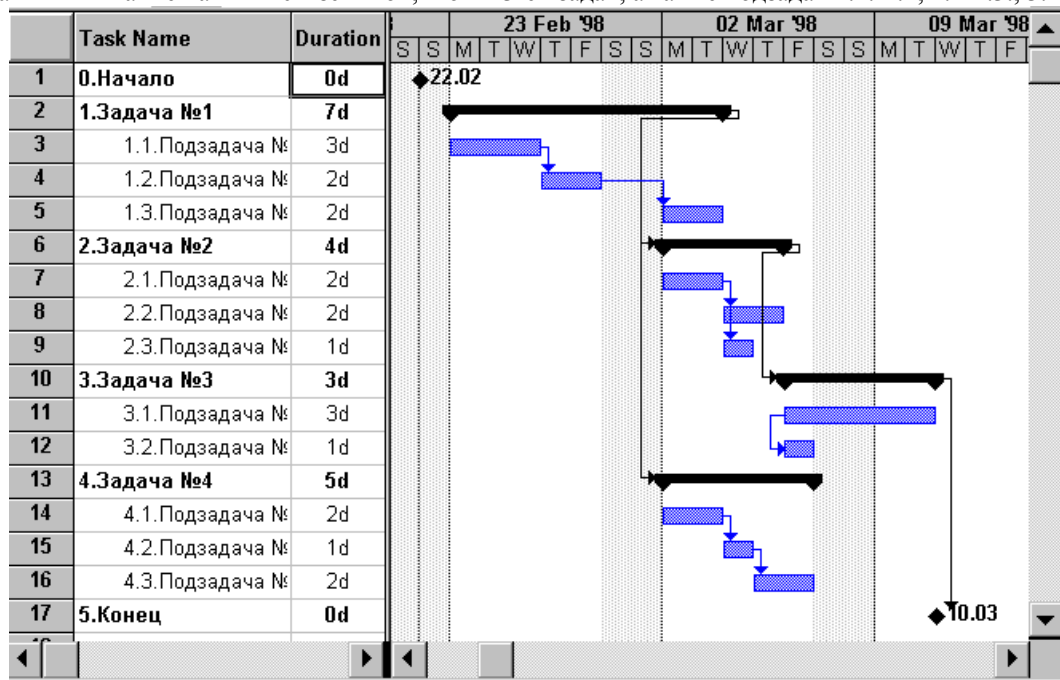 Task Name Duration 23 Feb '98 02 Mar '98 09 Mar '98
S S M T W T F S S M T W T F S S M T W T F
1 0.Начало 0d 22.02
2 1.Задача №1 7d
3 1.1.Подзадача № 3d
4 1.2.Подзадача № 2d
5 1.3.Подзадача № 2d
6 2.Задача №2 4d
7 2.1.Подзадача № 2d
8 2.2.Подзадача № 2d
9 2.3.Подзадача № 1d
10 3.Задача №3 3d
11 3.1.Подзадача № 3d
12 3.2.Подзадача № 1d
13 4.Задача №4 5d
14 4.1.Подзадача № 2d
15 4.2.Подзадача № 1d
16 4.3.Подзадача № 2d
17 5.Конец 0d 10.03